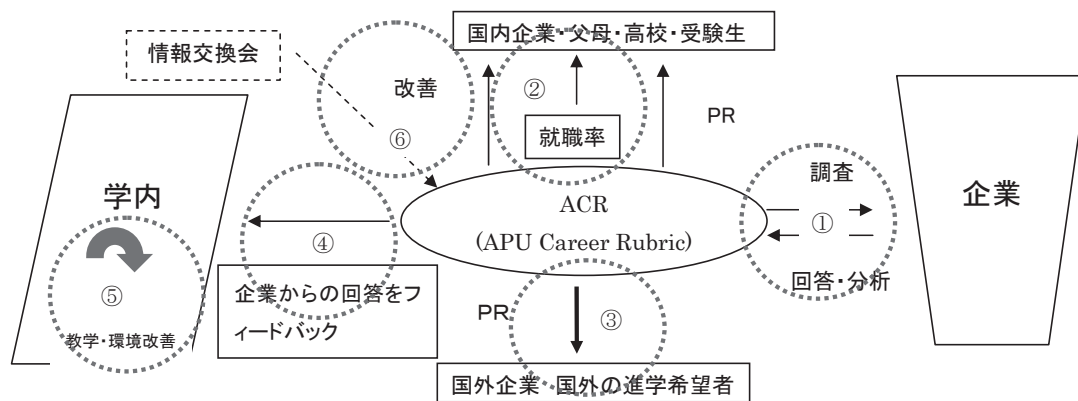 国内企業・父母・高校・受験生
情報交換会
改善
②
PR
就職率
⑥
調査
学内
企業
ACR
(APU Career Rubric)
①
④
回答・分析
⑤
企業からの回答をフ
ィードバック
PR
③
教学・環境改善
国外企業 国外の進学希望者